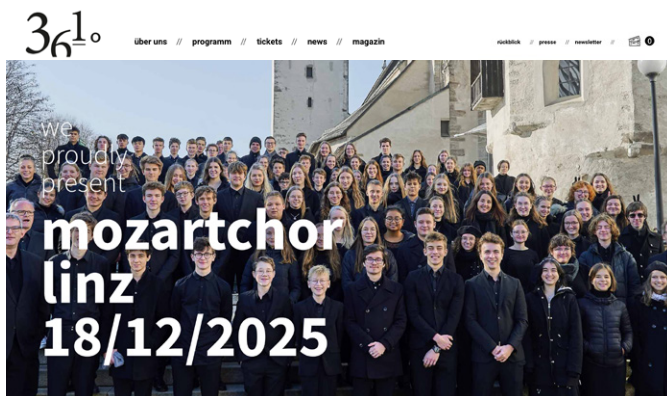 361°
über uns // programm // tickets // news // magazin
rückblick // presse // newsletter // 0
we
proudly
present
mozartchor
linz
18/12/2025